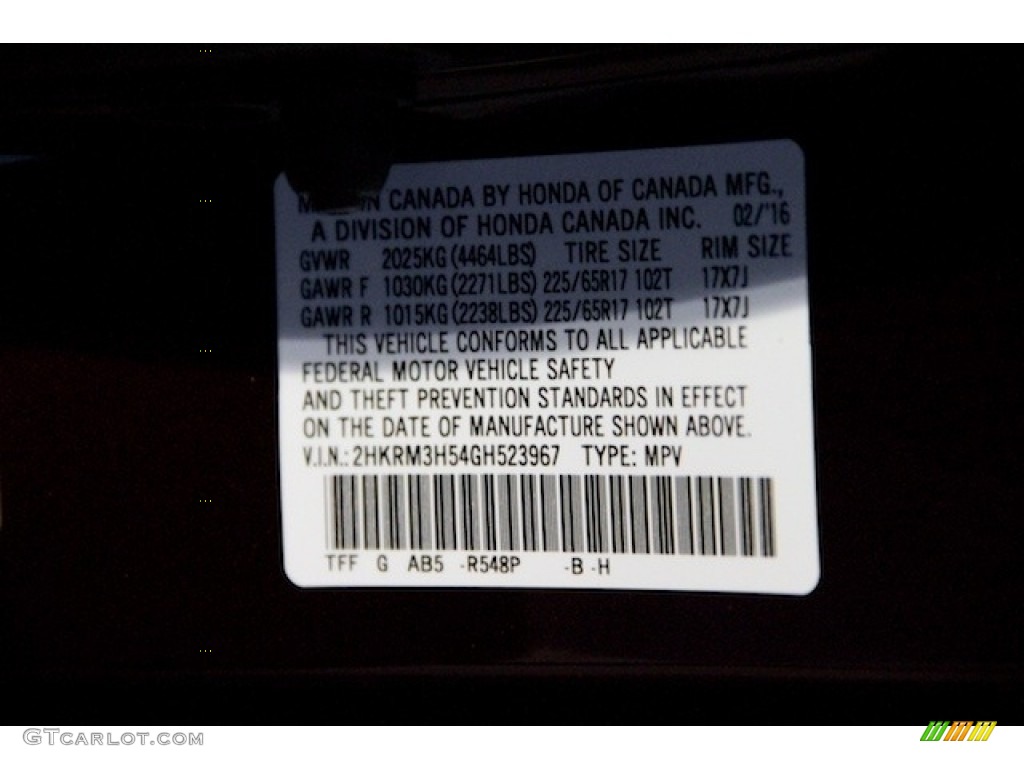 CANADA BY HONDA OF CANADA MFG.,
A DIVISION OF HONDA CANADA INC. 02/'16
GVWR 2025KG (4464LBS) TIRE SIZE RIM SIZE
GAWR F 1030KG (2271LBS) 225/65R17 102T 17X7J
GAWR R 1015KG (2238LBS) 225/65R17 102T 17X7J
THIS VEHICLE CONFORMS TO ALL APPLICABLE
FEDERAL MOTOR VEHICLE SAFETY
AND THEFT PREVENTION STANDARDS IN EFFECT
ON THE DATE OF MANUFACTURE SHOWN ABOVE.
V.I.N.: 2HKRM3H54GH523967 TYPE: MPV
TFF G AB5 -R548P -B -H
GTcarlot.com